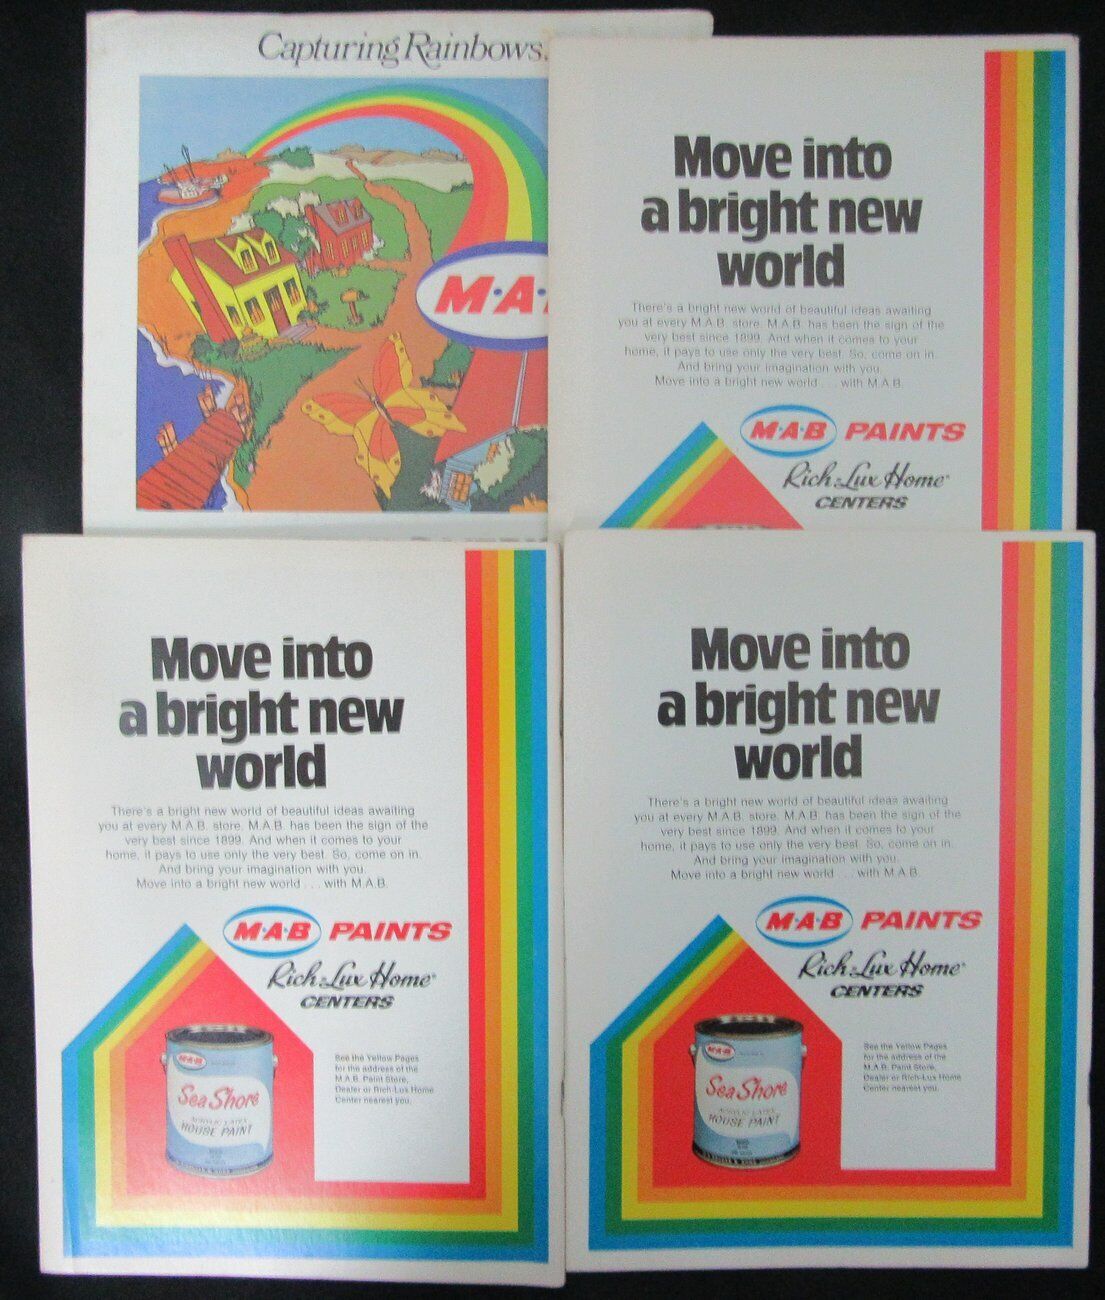 Capturing Rainbows.
M·A·
Move into
a bright new
world
There's a bright new world of beautiful ideas awaiting
you at every M.A.B. store. M.A.B. has been the sign of the
very best since 1899. And when it comes to your
home, it pays to use only the very best. So, come on in.
And bring your imagination with you.
Move into a bright new world . . . with M.A.B.
M·A·B PAINTS
Rich-Lux Home®
CENTERS
Move into
a bright new
world
There's a bright new world of beautiful ideas awaiting
you at every M.A.B. store. M.A.B. has been the sign of the
very best since 1899. And when it comes to your
home, it pays to use only the very best. So, come on in.
And bring your imagination with you.
Move into a bright new world . . . with M.A.B.
M·A·B PAINTS
Rich-Lux Home®
CENTERS
See the Yellow Pages
for the address of the
M.A.B. Paint Store,
Dealer or Rich-Lux Home
Center nearest you.
M·A·B
Sea Shore
ACRYLIC LATEX
HOUSE PAINT
Move into
a bright new
world
There's a bright new world of beautiful ideas awaiting
you at every M.A.B. store. M.A.B. has been the sign of the
very best since 1899. And when it comes to your
home, it pays to use only the very best. So, come on in.
And bring your imagination with you.
Move into a bright new world . . . with M.A.B.
M·A·B PAINTS
Rich-Lux Home®
CENTERS
See the Yellow Pages
for the address of the
M.A.B. Paint Store,
Dealer or Rich-Lux Home
Center nearest you.
M·A·B
Sea Shore
ACRYLIC LATEX
HOUSE PAINT